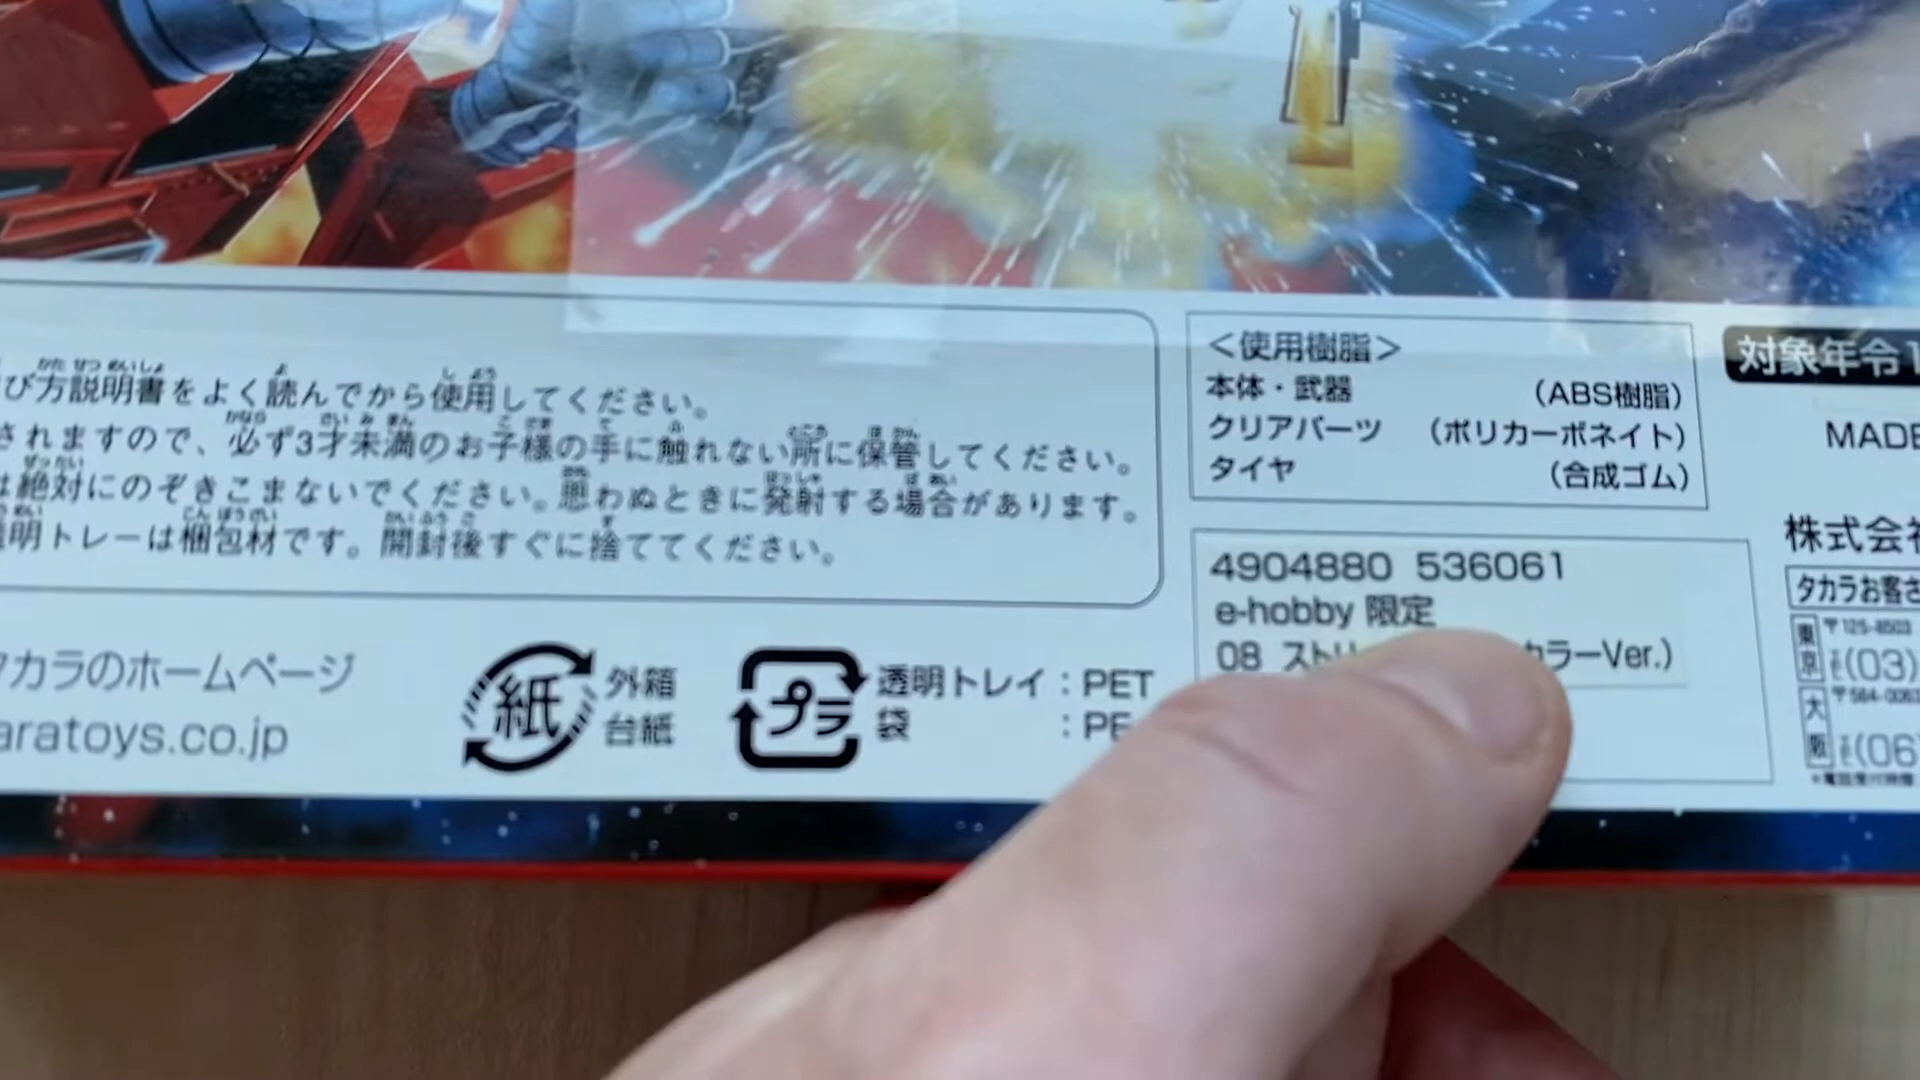 び方説明書をよく読んでから使用してください。
されますので、必ず3才未満のお子様の手に触れない所に保管してください。
は絶対にのぞきこまないでください。思わぬときに発射する場合があります。
明トレーは梱包材です。開封後すぐに捨ててください。
タカラのホームページ
aratoys.co.jp
紙
外箱
台紙
プラ
透明トレイ：PET
袋　　　　：PE
＜使用樹脂＞
本体・武器　（ABS樹脂）
クリアパーツ　（ポリカーボネイト）
タイヤ　（合成ゴム）
4904880 536061
e-hobby 限定
08 スト
カラーVer.）
対象年令1
MADE
株式会社
タカラお客さ
東京
〒125-8503
TEL(03)
大阪
TEL(06)